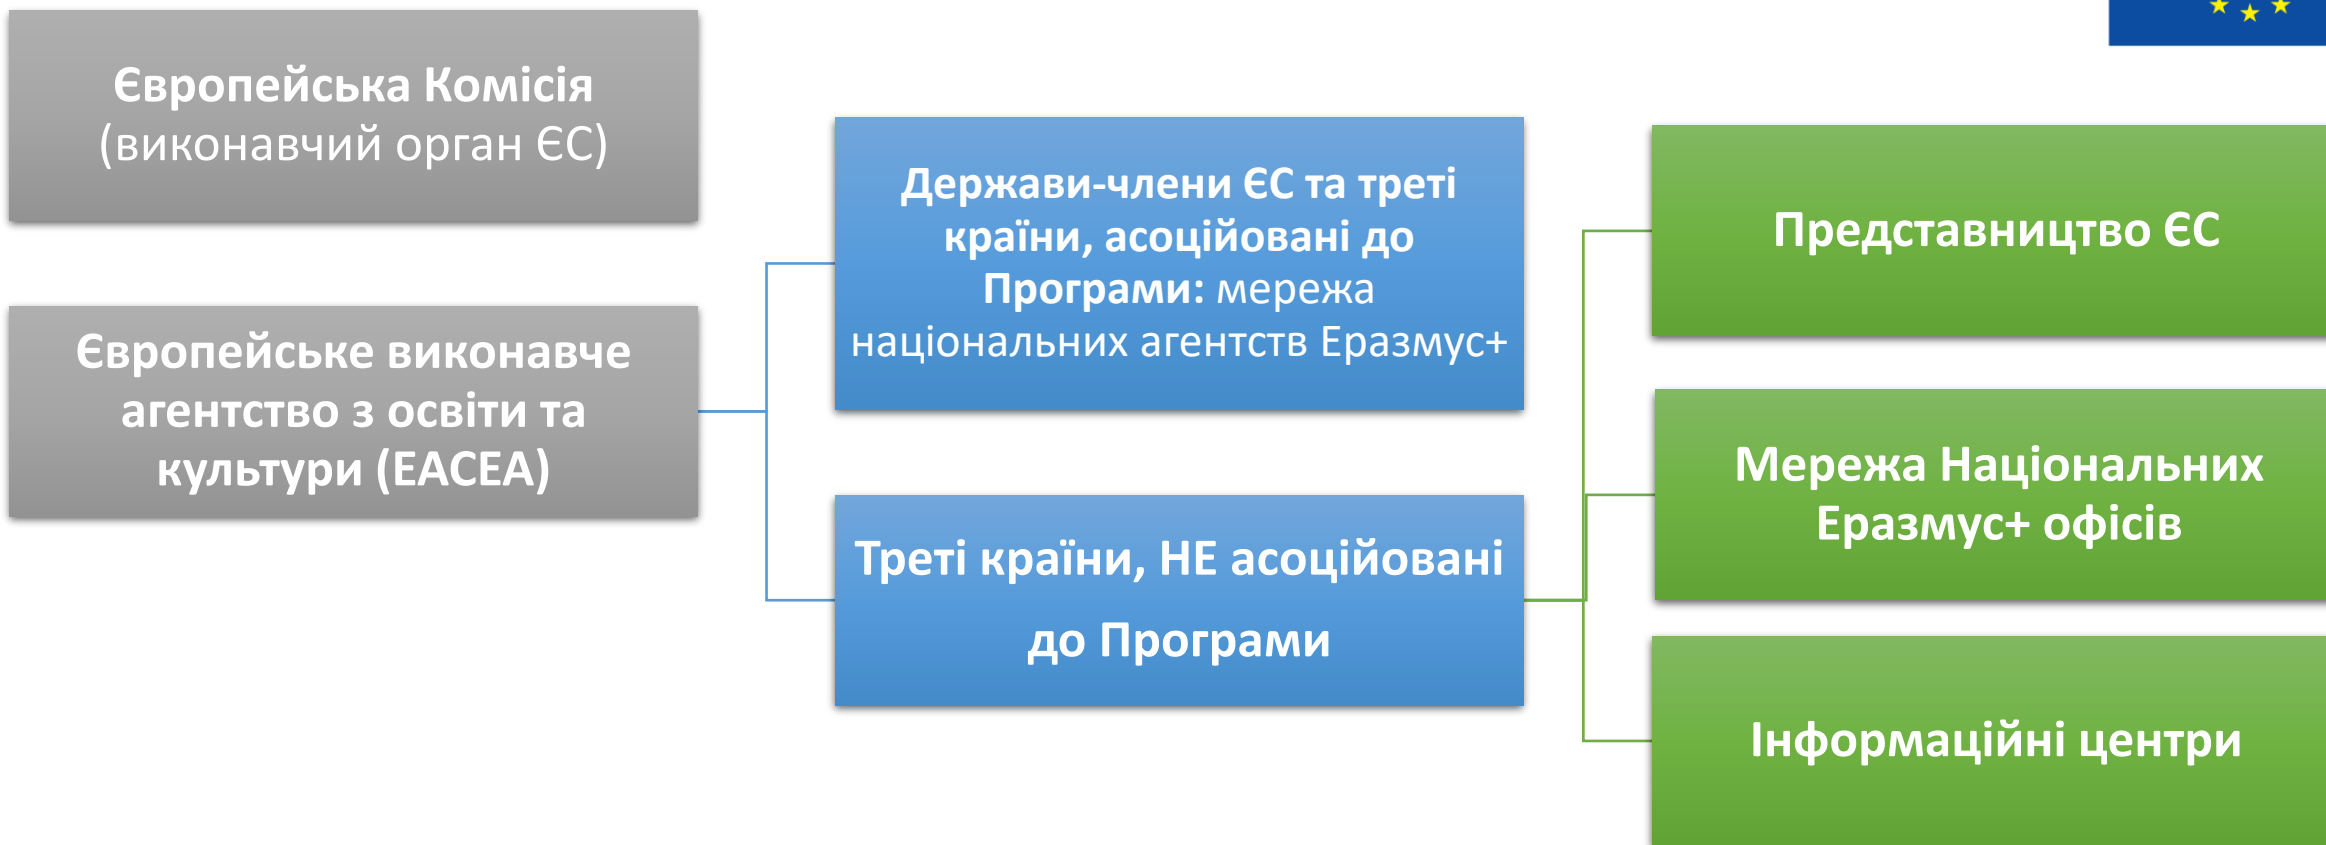 Європейська Комісія
(виконавчий орган ЄС)
Європейське виконавче
агентство з освіти та
культури (EACEA)
Держави-члени ЄС та треті
країни, асоційовані до
Програми: мережа
національних агентств Еразмус+
Треті країни, НЕ асоційовані
до Програми
Представництво ЄС
Мережа Національних
Еразмус+ офісів
Інформаційні центри